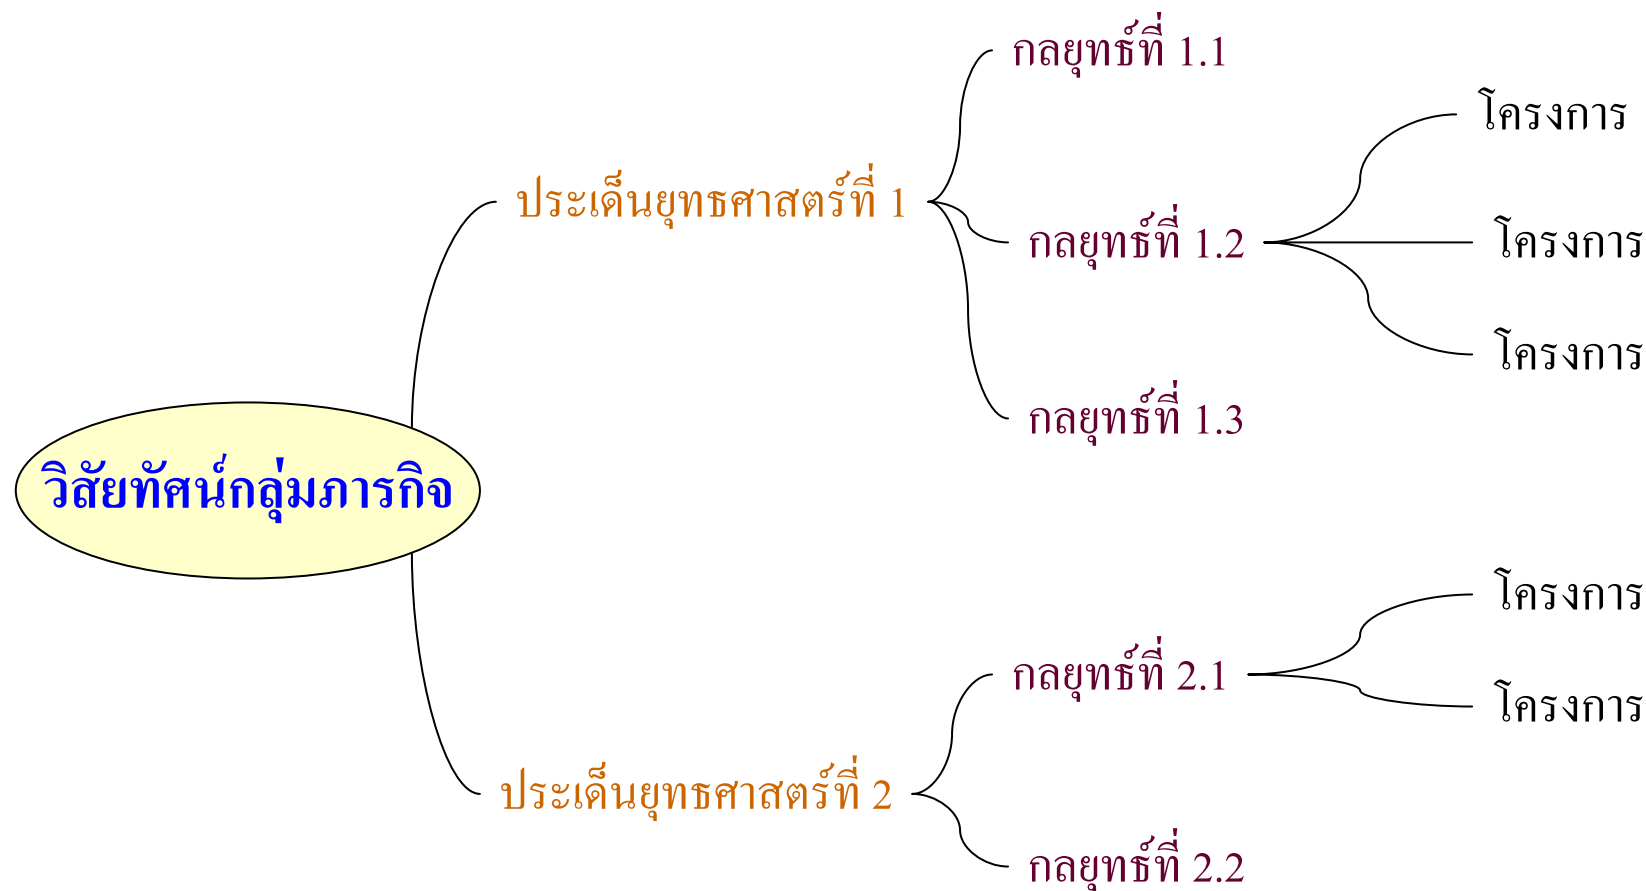 กลยุทธ์ที่ 1.1
โครงการ
ประเด็นยุทธศาสตร์ที่ 1
กลยุทธ์ที่ 1.2
โครงการ
โครงการ
กลยุทธ์ที่ 1.3
วิสัยทัศน์กลุ่มภารกิจ
โครงการ
กลยุทธ์ที่ 2.1
โครงการ
ประเด็นยุทธศาสตร์ที่ 2
กลยุทธ์ที่ 2.2